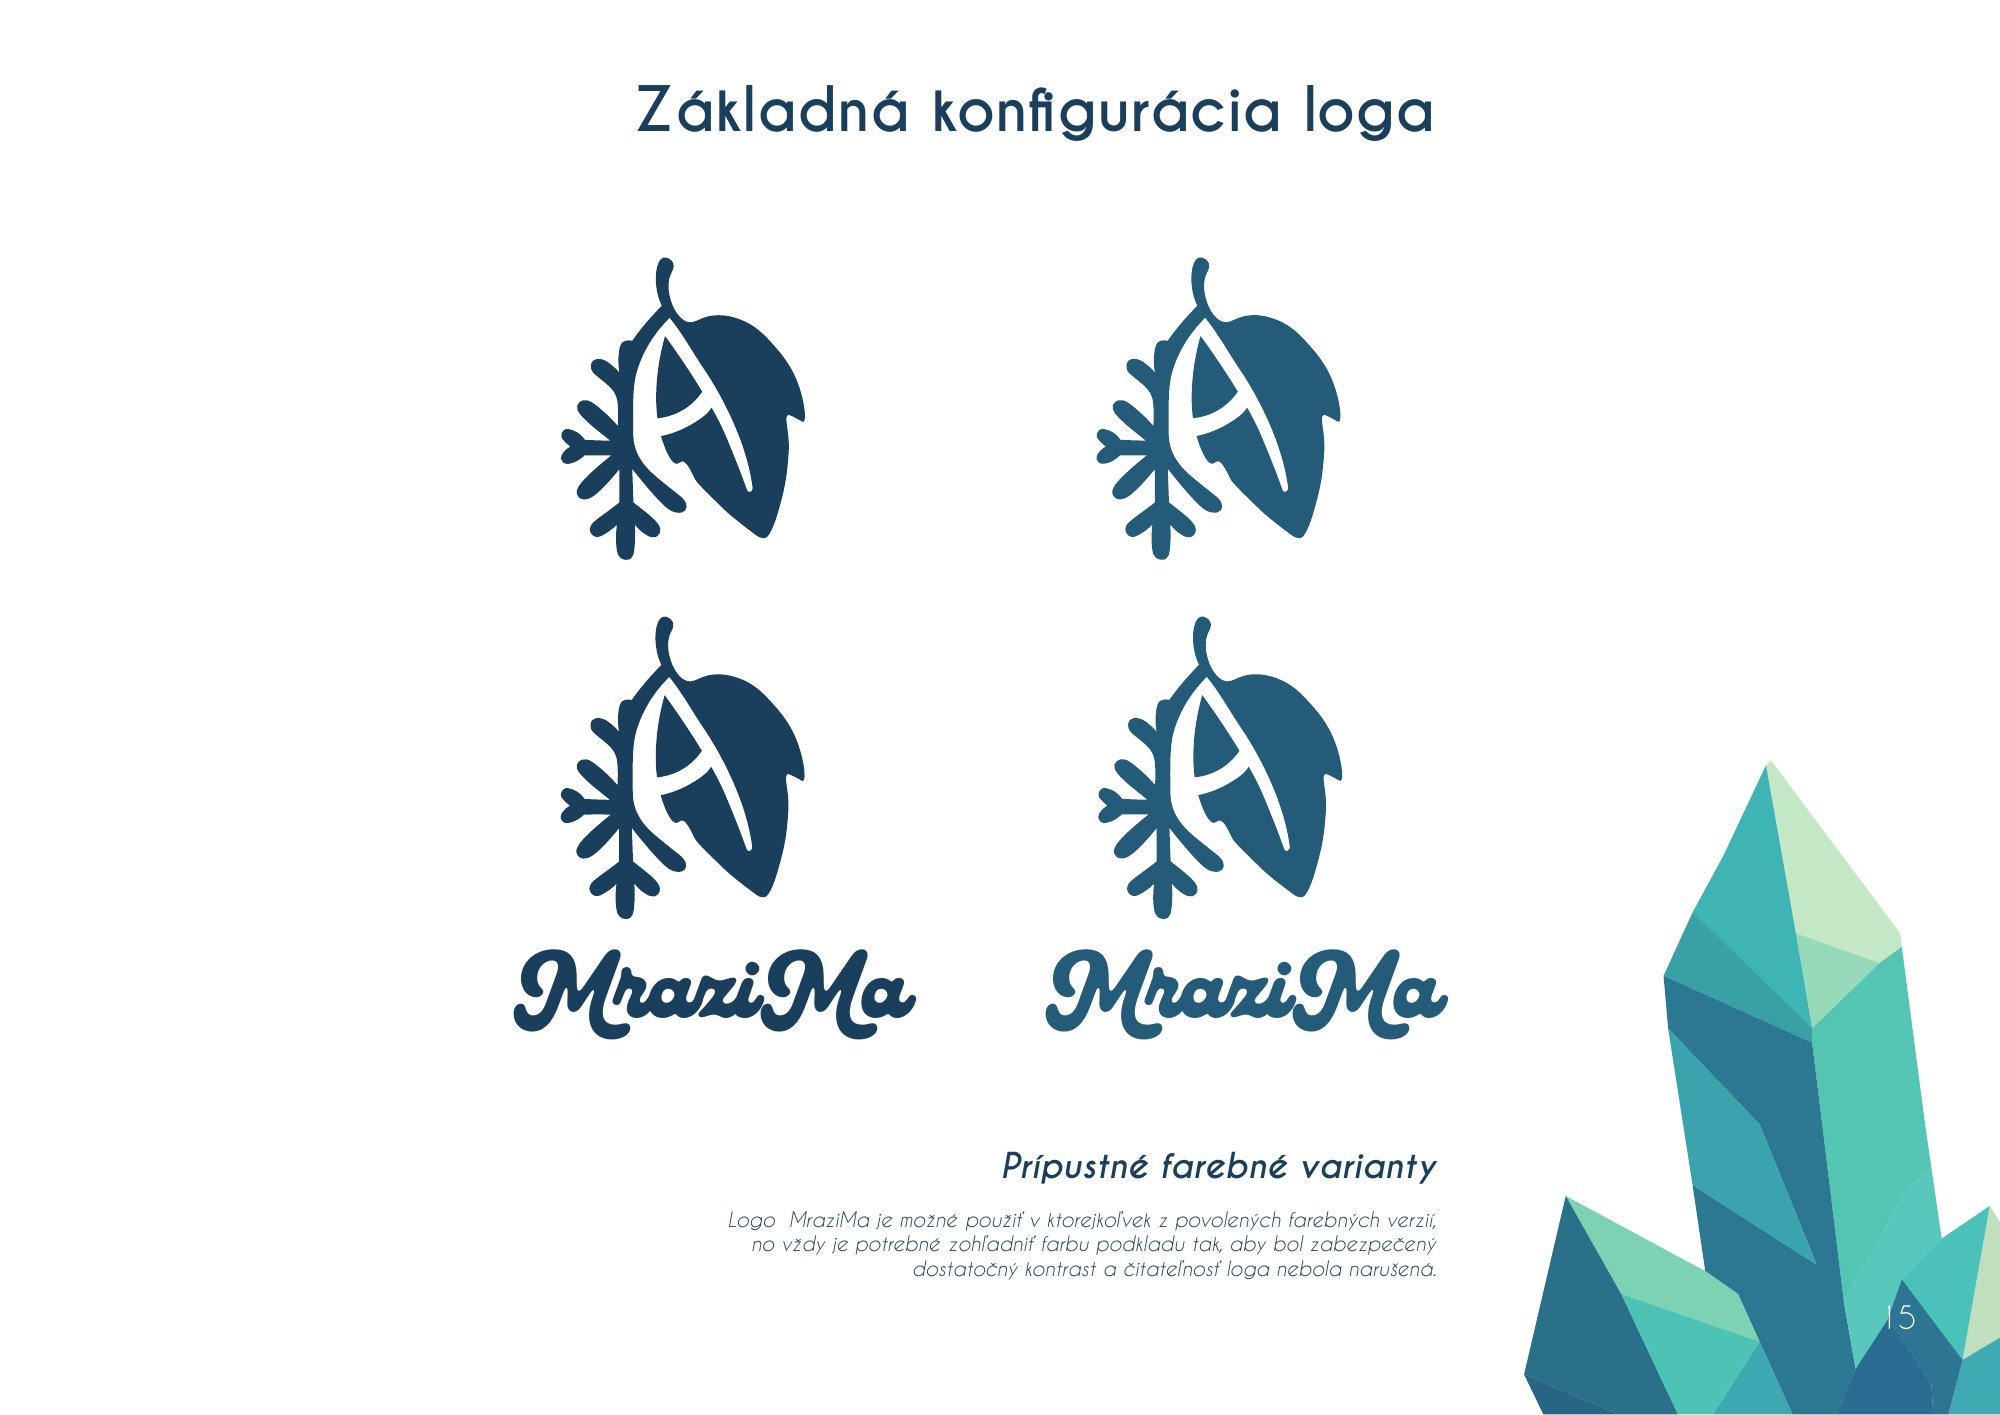 Základná konfigurácia loga
MraziMa MraziMa
Prípustné farebné varianty
Logo MraziMa je možné použiť v ktorejkoľvek z povolených farebných verzií,
no vždy je potrebné zohľadniť farbu podkladu tak, aby bol zabezpečený
dostatočný kontrast a čitateľnosť loga nebola narušená.
15